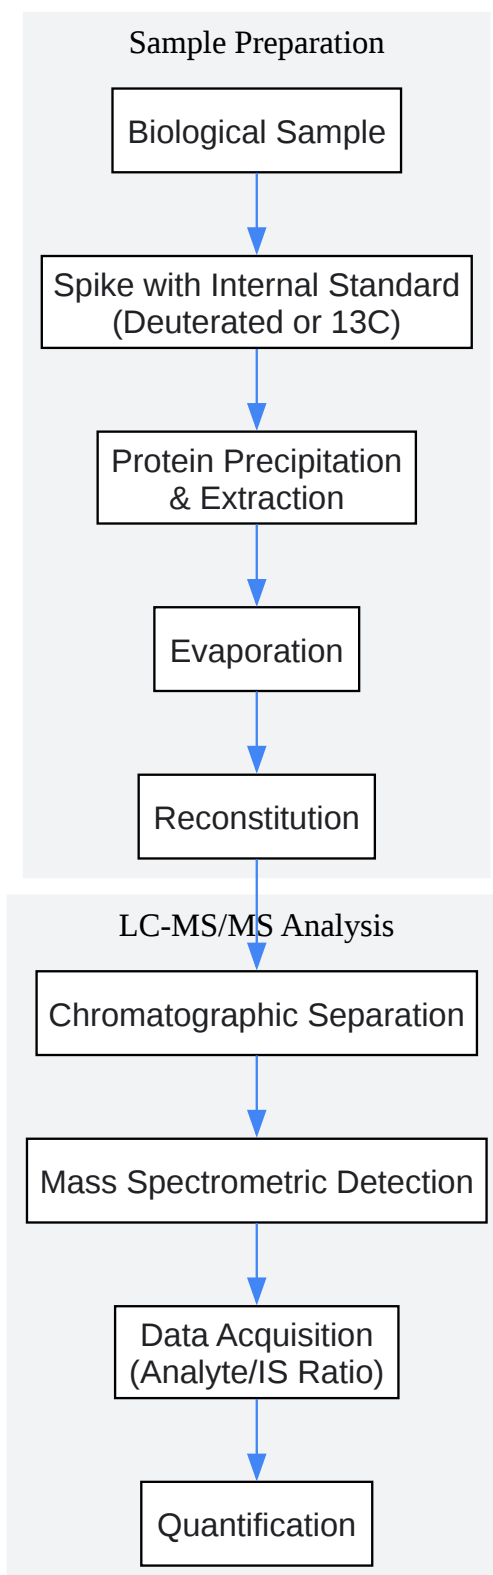 Sample Preparation
Biological Sample
Spike with Internal Standard
(Deuterated or 13C)
Protein Precipitation
& Extraction
Evaporation
Reconstitution
LC-MS/MS Analysis
Chromatographic Separation
Mass Spectrometric Detection
Data Acquisition
(Analyte/IS Ratio)
Quantification